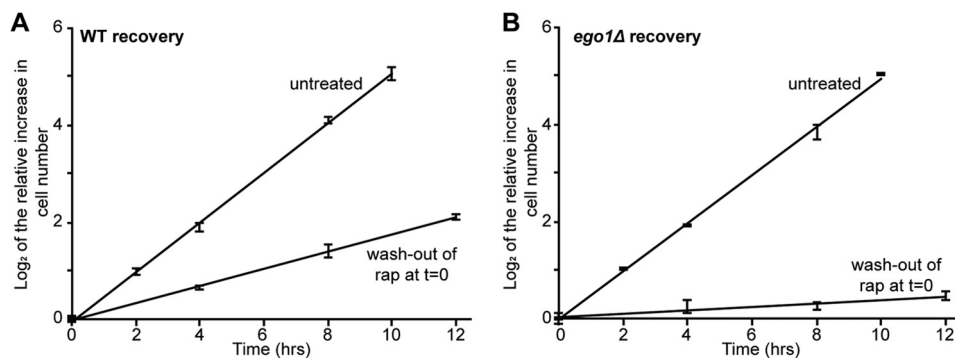 A
WT recovery
Log₂ of the relative increase in
cell number
6
4
2
0
untreated
wash-out of
rap at t=0
0 2 4 6 8 10 12
Time (hrs)
B
ego1Δ recovery
Log₂ of the relative increase in
cell number
6
4
2
0
untreated
wash-out of
rap at t=0
0 2 4 6 8 10 12
Time (hrs)